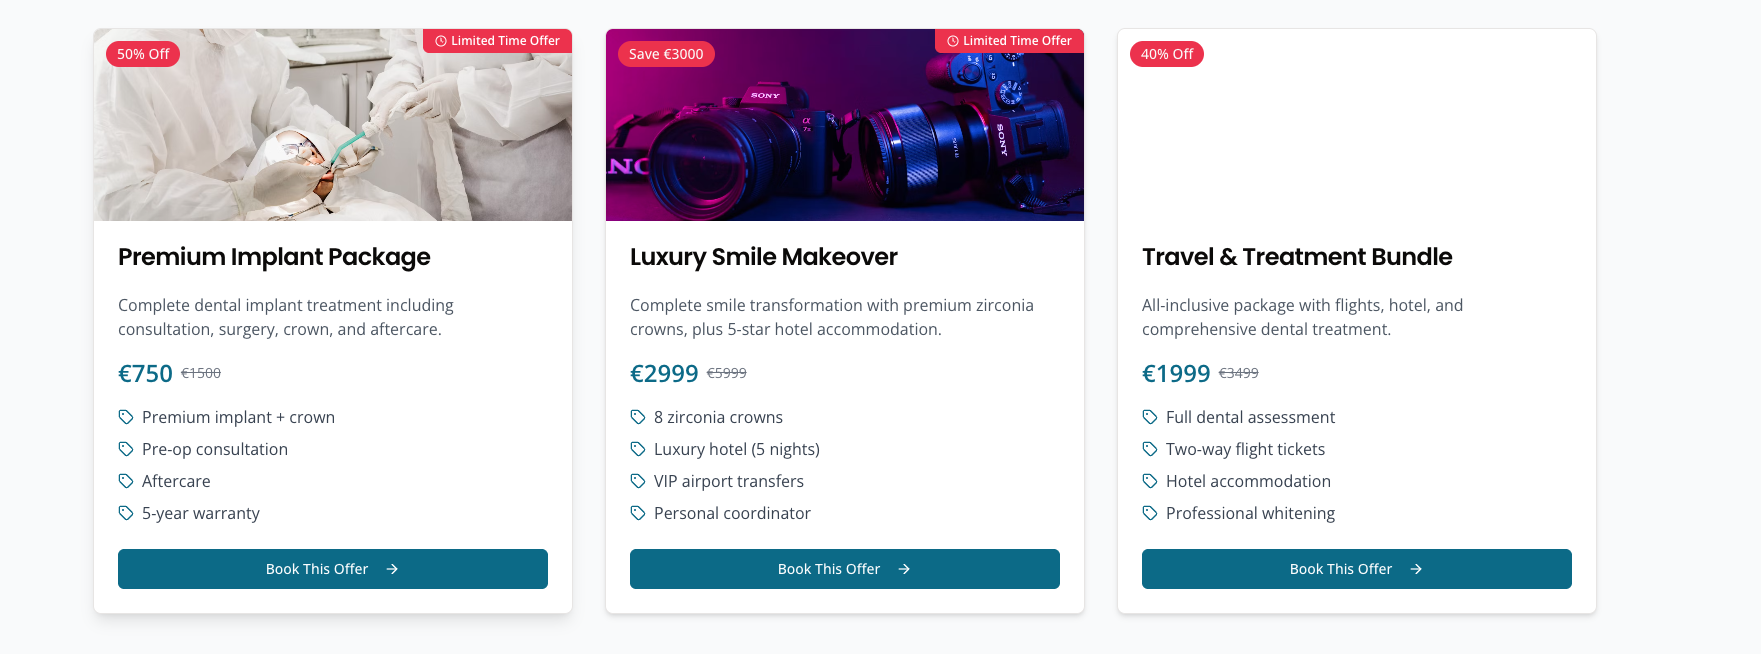 50% Off
Limited Time Offer
Premium Implant Package
Complete dental implant treatment including
consultation, surgery, crown, and aftercare.
€750 €1500
Premium implant + crown
Pre-op consultation
Aftercare
5-year warranty
Book This Offer
Save €3000
Limited Time Offer
SONY
SONY
Luxury Smile Makeover
Complete smile transformation with premium zirconia
crowns, plus 5-star hotel accommodation.
€2999 €5999
8 zirconia crowns
Luxury hotel (5 nights)
VIP airport transfers
Personal coordinator
Book This Offer
40% Off
Travel & Treatment Bundle
All-inclusive package with flights, hotel, and
comprehensive dental treatment.
€1999 €3499
Full dental assessment
Two-way flight tickets
Hotel accommodation
Professional whitening
Book This Offer